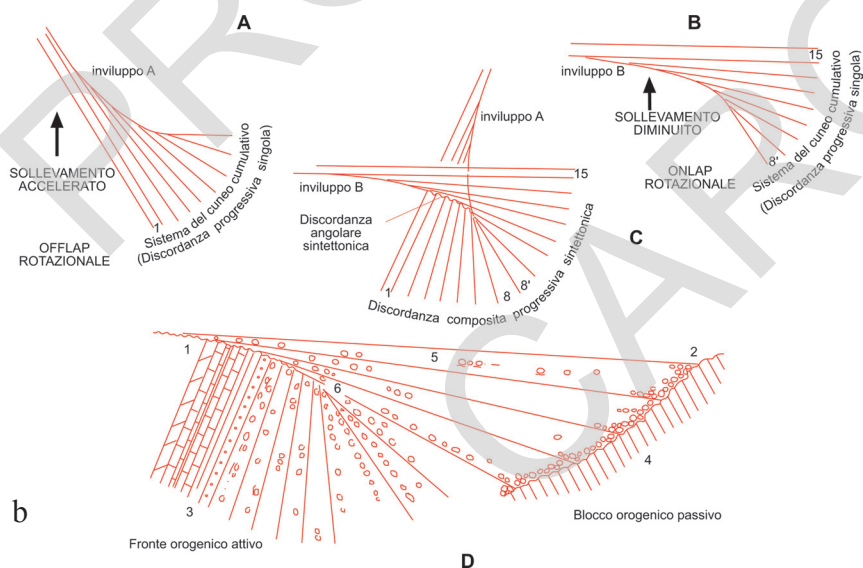 A
inviluppo A
SOLLEVAMENTO
ACCELERATO
OFFLAP
ROTAZIONALE
1
Sistema del cuneo cumulativo
(Discordanza progressiva singola)
B
15
inviluppo B
SOLLEVAMENTO
DIMINUITO
ONLAP
ROTAZIONALE
8'
Sistema del cuneo cumulativo
(Discordanza progressiva singola)
inviluppo A
15
inviluppo B
Discordanza
angolare
sintettonica
1
8
8'
Discordanza composita progressiva sintettonica
C
1
2
5
6
4
3
b
Fronte orogenico attivo
Blocco orogenico passivo
D